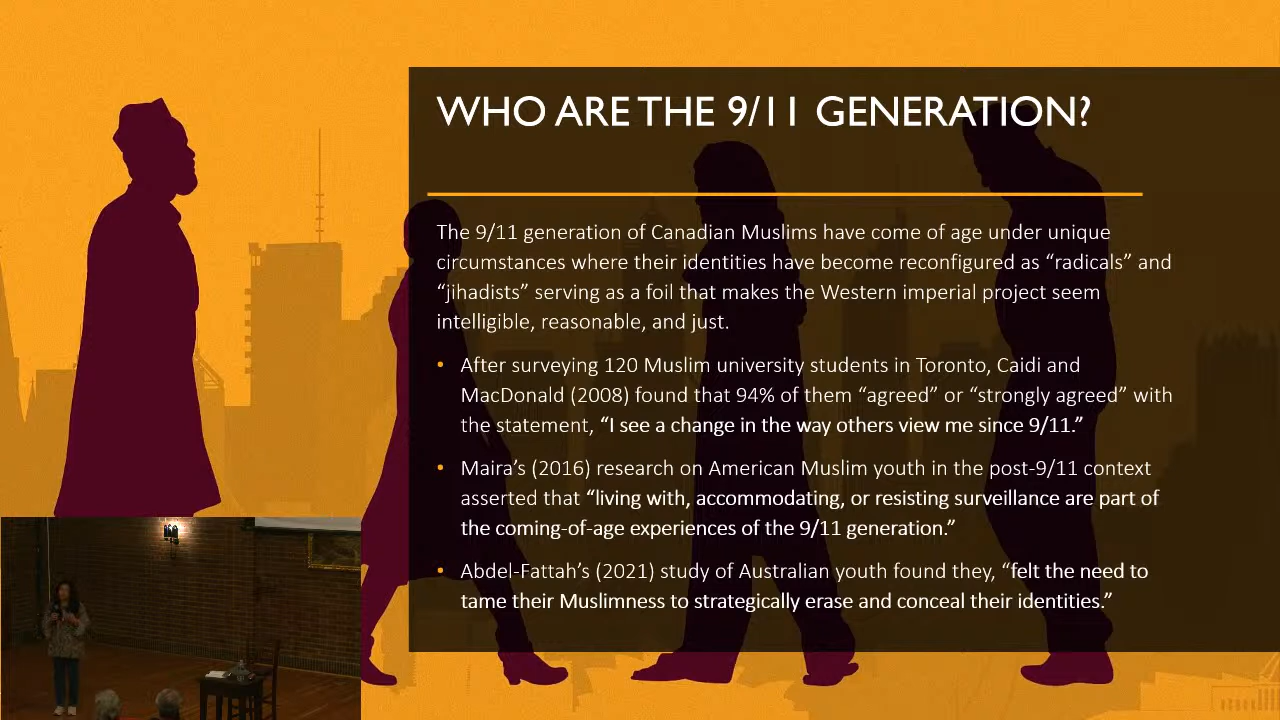 WHO ARE THE 9/11 GENERATION?
The 9/11 generation of Canadian Muslims have come of age under unique
circumstances where their identities have become reconfigured as “radicals” and
“jihadists” serving as a foil that makes the Western imperial project seem
intelligible, reasonable, and just.
• After surveying 120 Muslim university students in Toronto, Caidi and
MacDonald (2008) found that 94% of them “agreed” or “strongly agreed” with
the statement, “I see a change in the way others view me since 9/11.”
• Maira’s (2016) research on American Muslim youth in the post-9/11 context
asserted that “living with, accommodating, or resisting surveillance are part of
the coming-of-age experiences of the 9/11 generation.”
• Abdel-Fattah’s (2021) study of Australian youth found they, “felt the need to
tame their Muslimness to strategically erase and conceal their identities.”